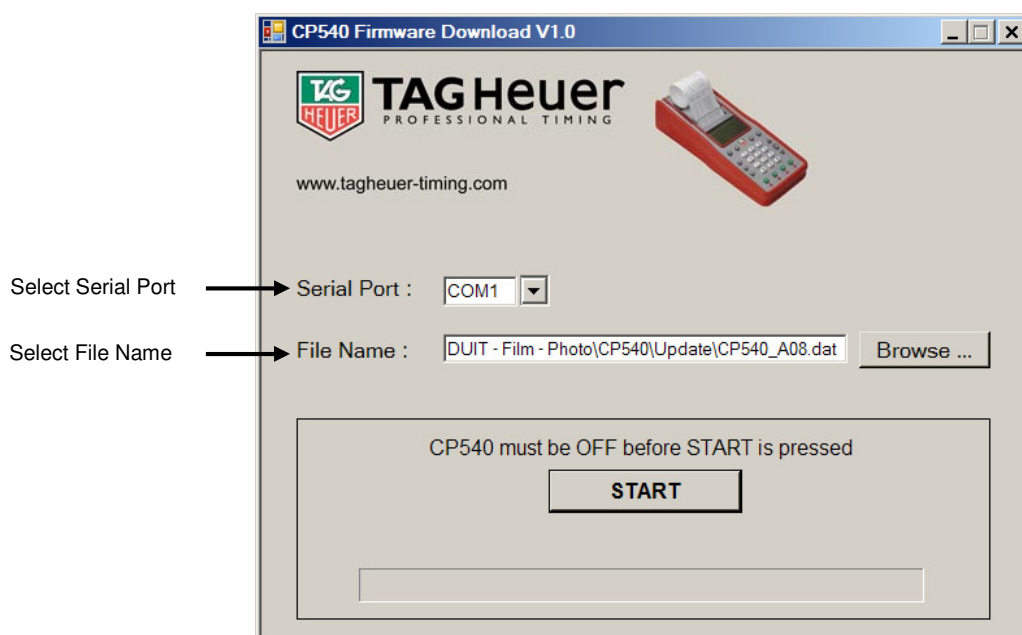 CP540 Firmware Download V1.0
TAG
HEUER
TAG Heuer
PROFESSIONAL TIMING
www.tagheuer-timing.com
Select Serial Port
Serial Port :
COM1
Select File Name
File Name :
DUIT - Film - Photo\CP540\Update\CP540_A08.dat
Browse ...
CP540 must be OFF before START is pressed
START